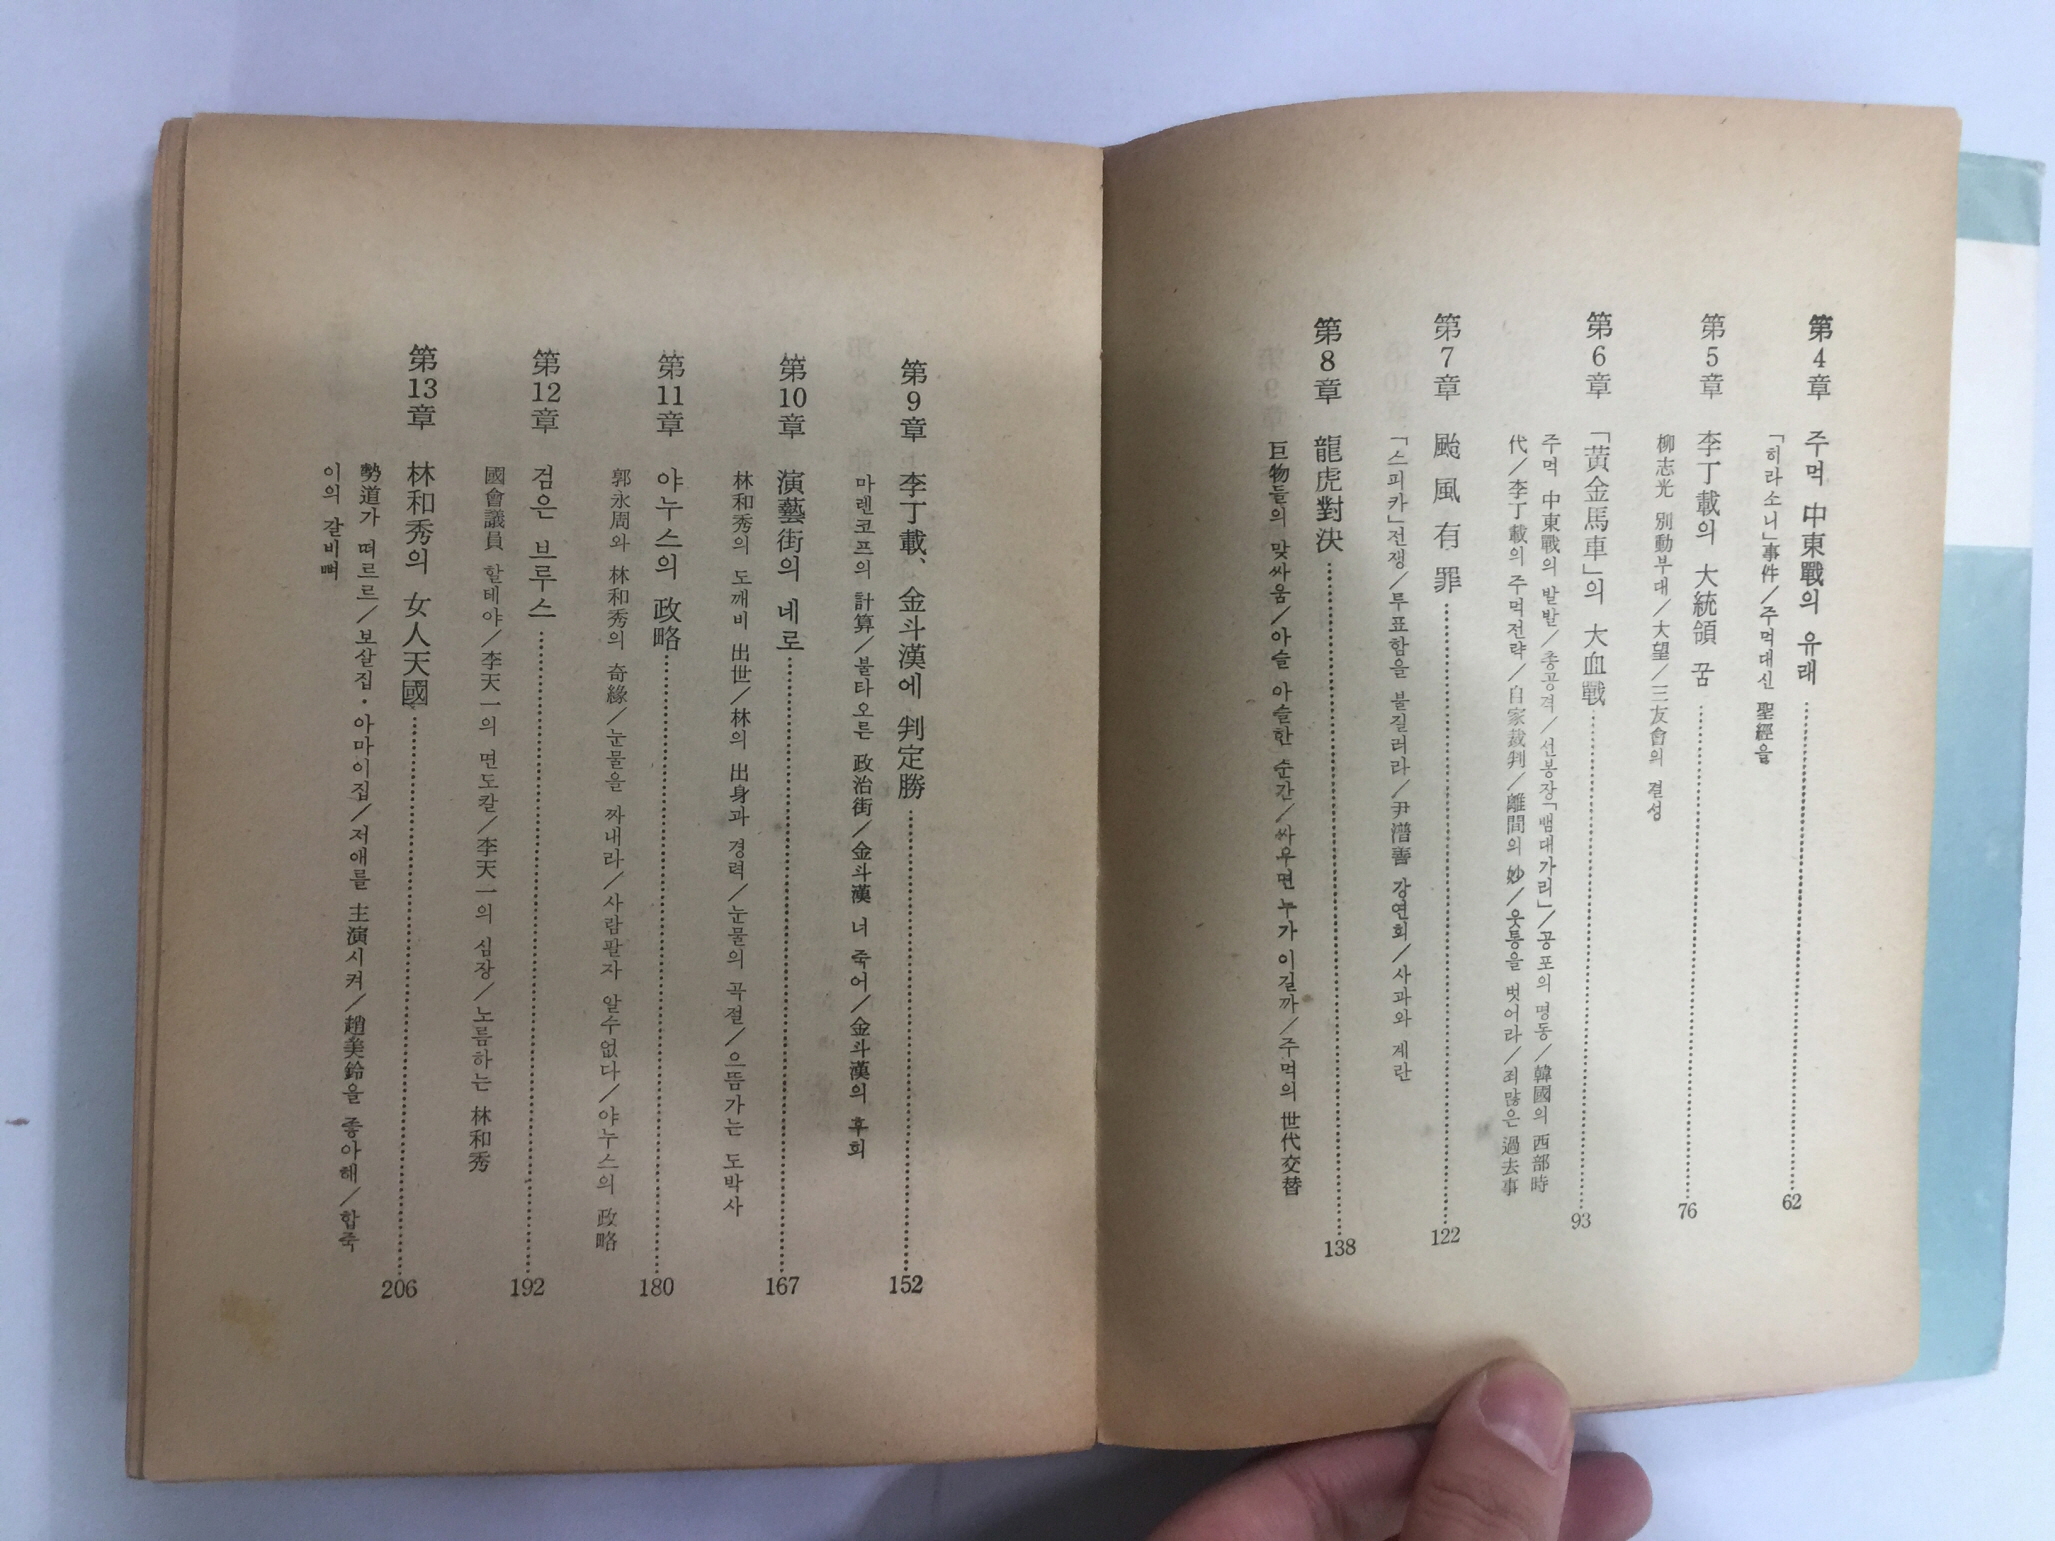 第4章 주먹 中東戰의 유래……62
「히라소니」事件/주먹대신 聖經을
第5章 李丁載의 大統領 꿈……76
柳志光 別動부대/大望/三友會의 결성
第6章 「黃金馬車」의 大血戰……93
주먹 中東戰의 발발/총공격/선봉장「뱀대가리」/공포의 명동/韓國의 西部時
代/李丁載의 주먹전략/自家裁判/離間의 妙/웃통을 벗어라/죄많은 過去事
第7章 颱風有罪……122
「스피카」전쟁/투표함을 불질러라/尹潽善 강연회/사과와 계란
第8章 龍虎對決……138
巨物들의 맞싸움/아슬 아슬한 순간/싸우면 누가 이길까/주먹의 世代交替
第9章 李丁載、金斗漢에 判定勝……152
마렌코프의 計算/불타오른 政治街/金斗漢 너 죽어/金斗漢의 후회
第10章 演藝街의 네로……167
林和秀의 도깨비 出世/林의 出身과 경력/눈물의 곡절/으뜸가는 도박사
第11章 야누스의 政略……180
郭永周와 林和秀의 奇緣/눈물을 짜내라/사람팔자 알수없다/야누스의 政略
第12章 검은 브루스……192
國會議員 할테야/李天一의 면도칼/李天一의 심장/노름하는 林和秀
第13章 林和秀의 女人天國……206
勢道가 떠르르/보살집·아마이집/저애를 主演시켜/趙美鈴을 좋아해/합죽
이의 갈비뼈